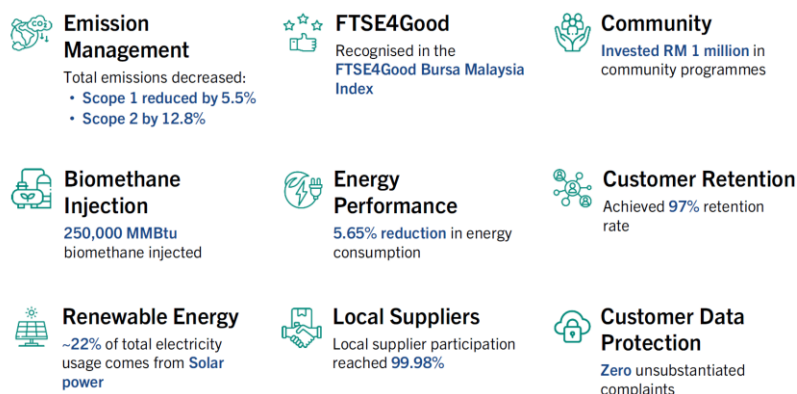 Emission
Management
Total emissions decreased:
• Scope 1 reduced by 5.5%
• Scope 2 by 12.8%
FTSE4Good
Recognised in the
FTSE4Good Bursa Malaysia
Index
Community
Invested RM 1 million in
community programmes
Biomethane
Injection
250,000 MMBtu
biomethane injected
Energy
Performance
5.65% reduction in energy
consumption
Customer Retention
Achieved 97% retention
rate
Renewable Energy
~22% of total electricity
usage comes from Solar
power
Local Suppliers
Local supplier participation
reached 99.98%
Customer Data
Protection
Zero unsubstantiated
complaints
CO2